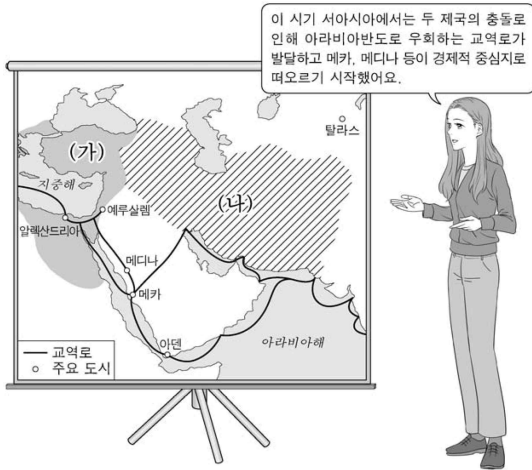 이 시기 서아시아에서는 두 제국의 충돌로
인해 아라비아반도로 우회하는 교역로가
발달하고 메카, 메디나 등이 경제적 중심지로
떠오르기 시작했어요.
탈라스
(가)
지중해
(나)
예루살렘
알렉산드리아
메디나
메카
아덴
아라비아해
교역로
주요 도시